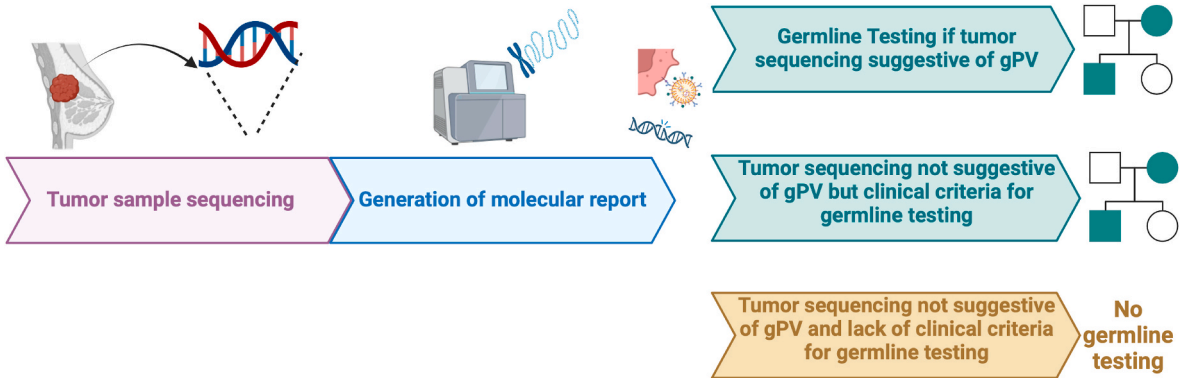 Germline Testing if tumor
sequencing suggestive of gPV
Tumor sample sequencing
Generation of molecular report
Tumor sequencing not suggestive
of gPV but clinical criteria for
germline testing
Tumor sequencing not suggestive
of gPV and lack of clinical criteria
for germline testing
No
germline
testing